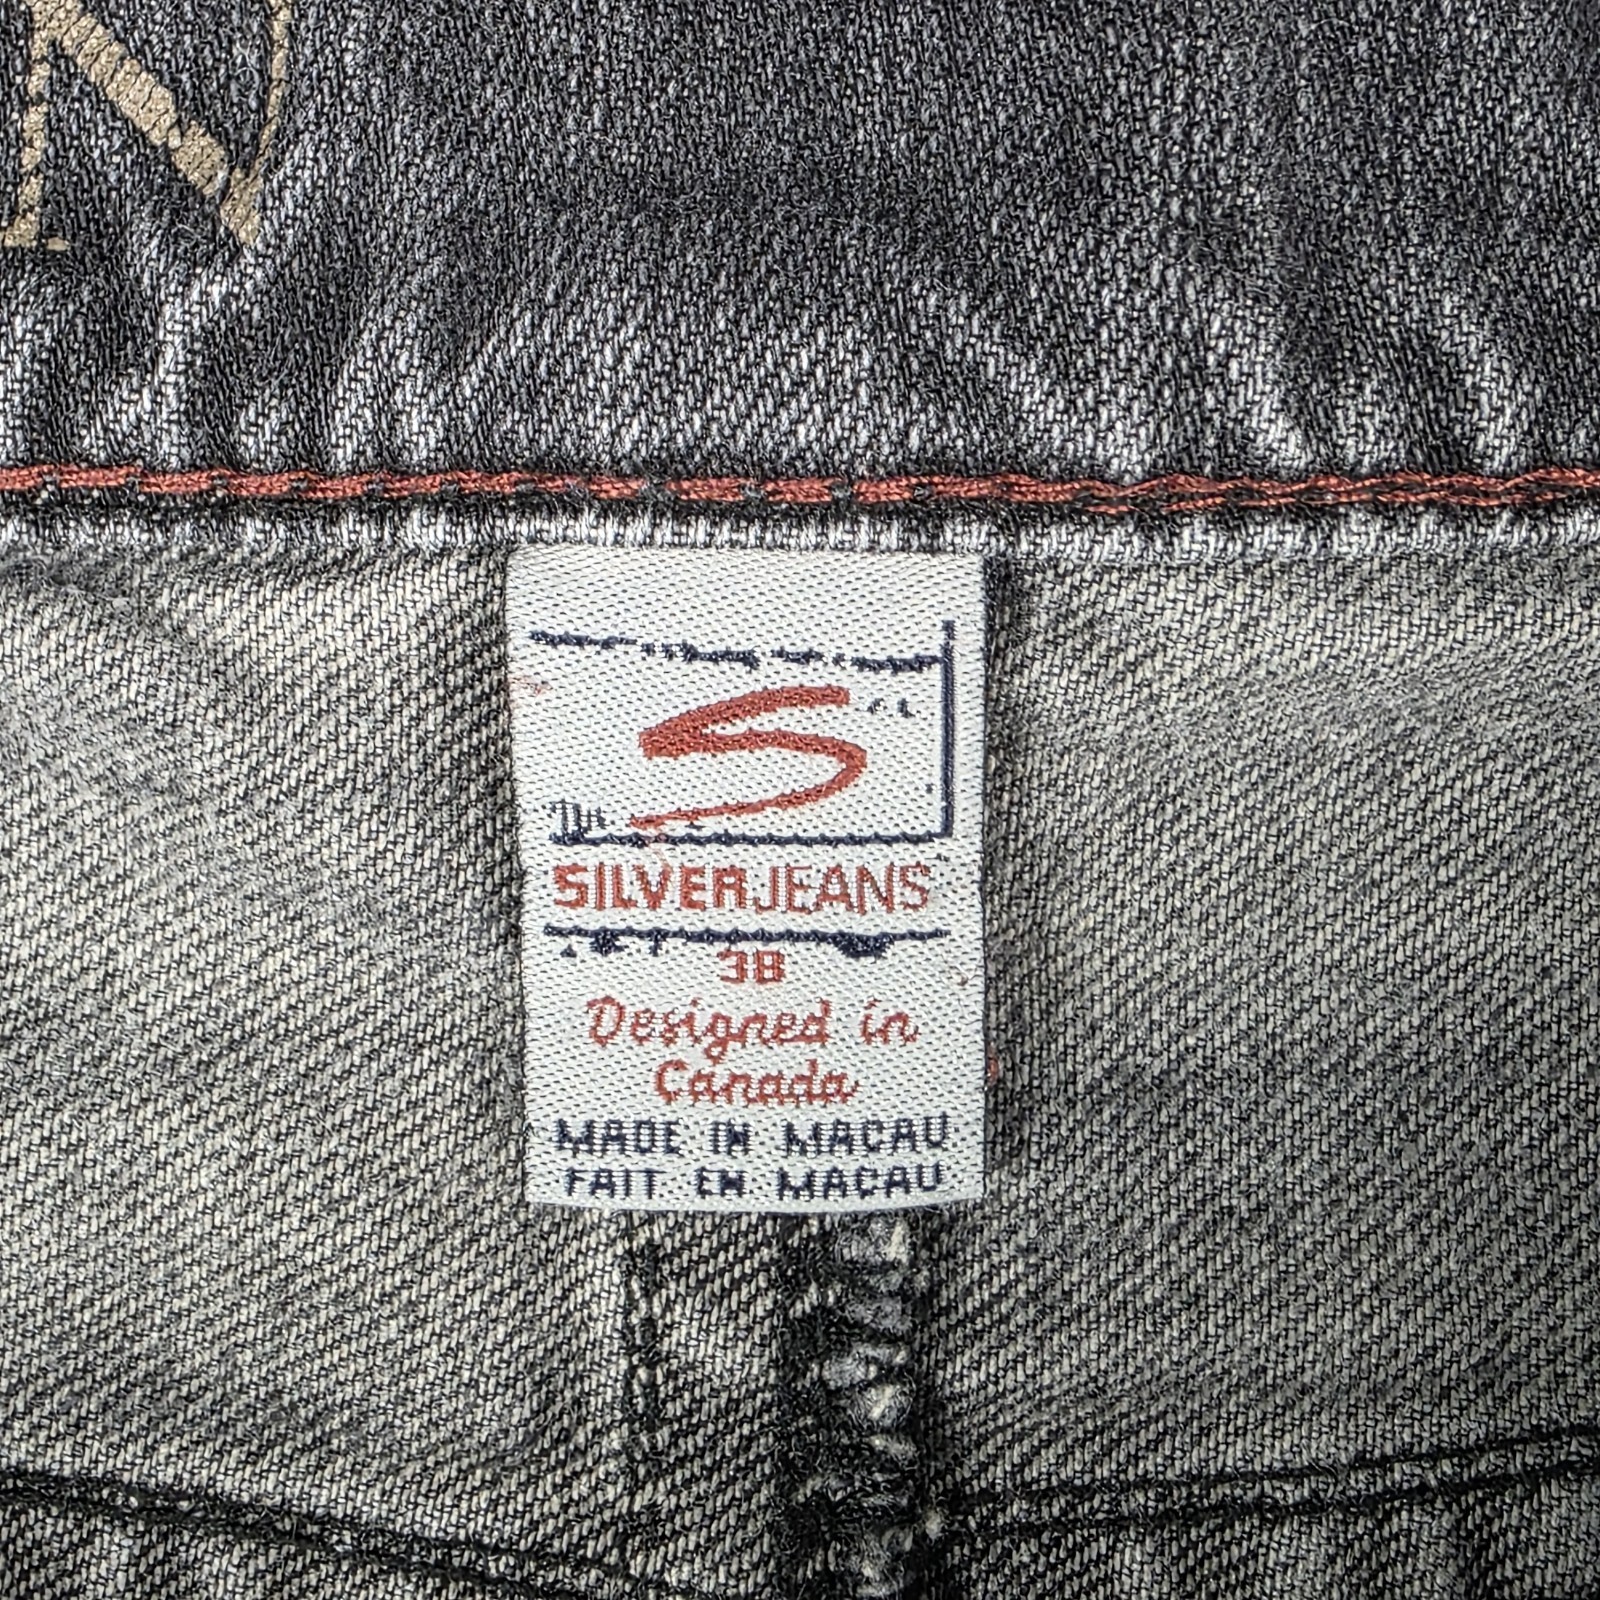 N
S
SILVERJEANS
38
Designed in
Canada
MADE IN MACAU
FAIT EN MACAU